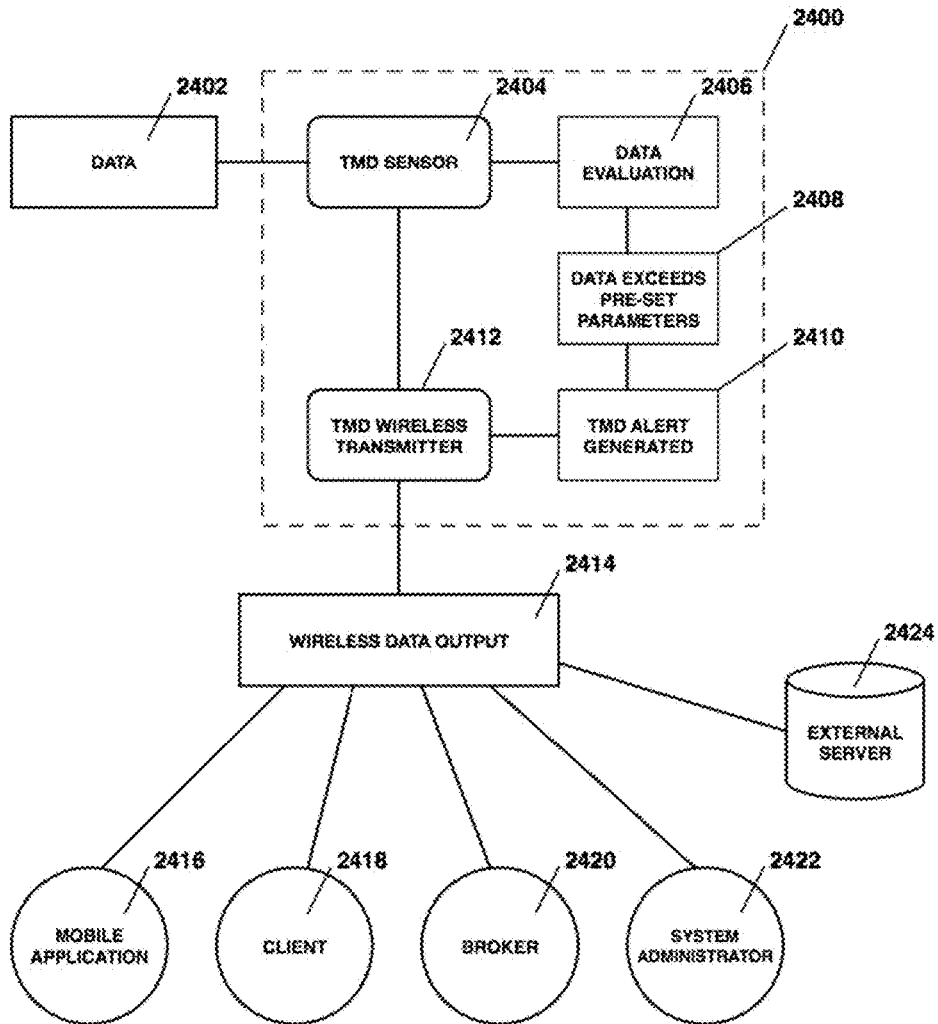 2400
2402
2404
2406
DATA
TMD SENSOR
DATA
EVALUATION
2408
DATA EXCEEDS
PRE-SET
PARAMETERS
2412
2410
TMD WIRELESS
TRANSMITTER
TMD ALERT
GENERATED
2414
WIRELESS DATA OUTPUT
2424
EXTERNAL
SERVER
2416
2418
2420
2422
MOBILE
APPLICATION
CLIENT
BROKER
SYSTEM
ADMINISTRATOR